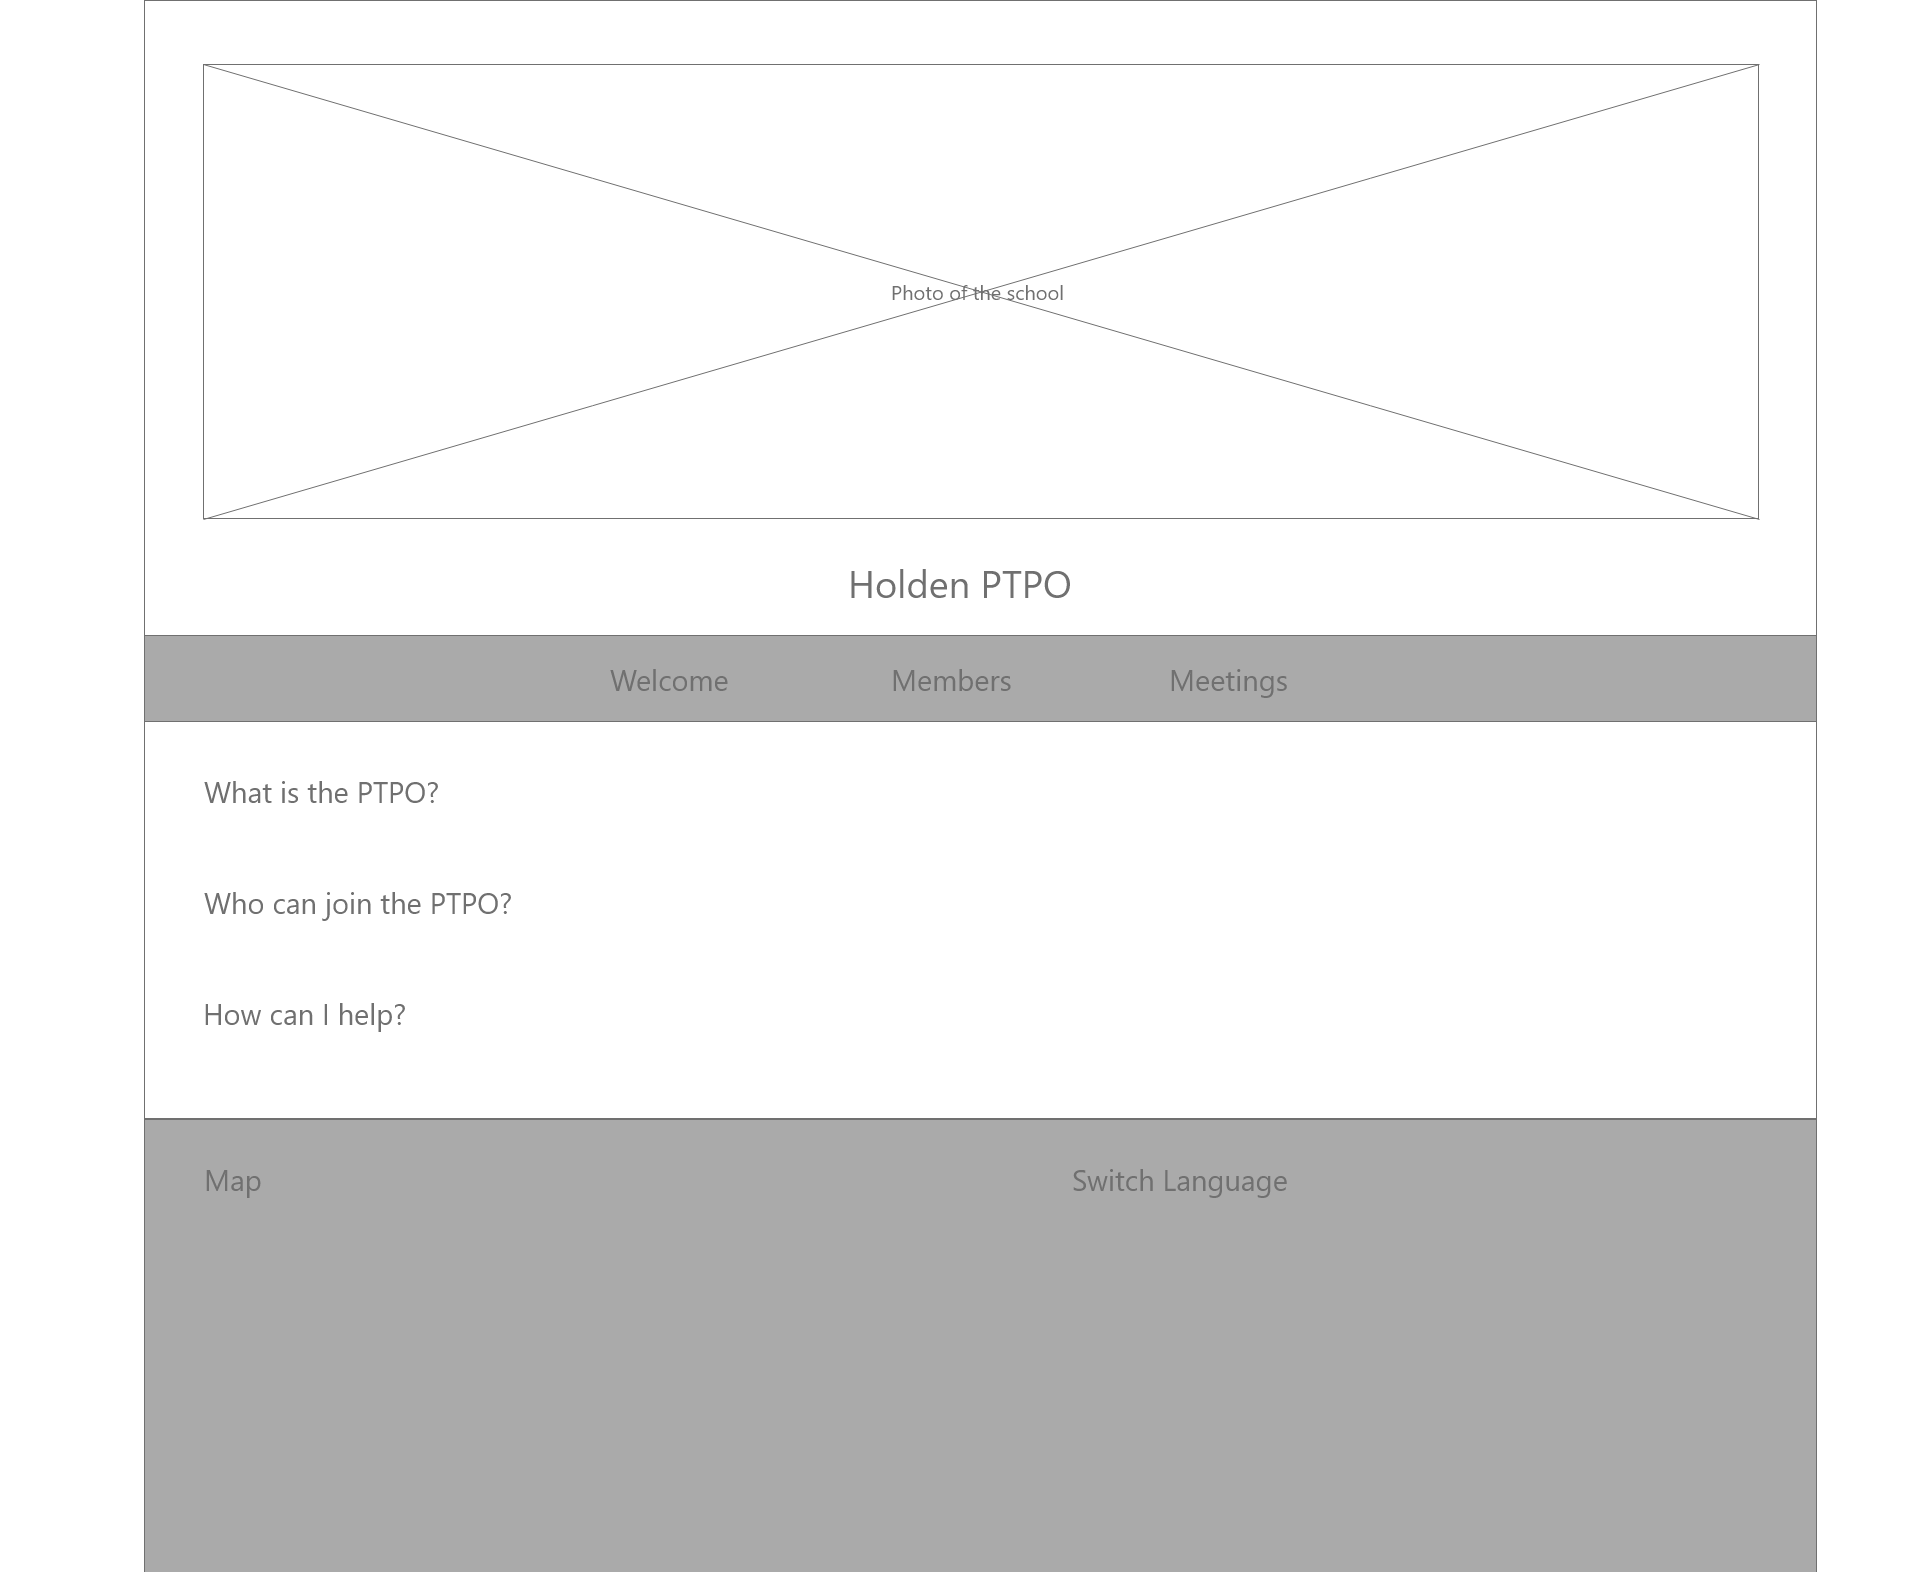 Photo of the school
Holden PTPO
Welcome Members Meetings
What is the PTPO?
Who can join the PTPO?
How can I help?
Map Switch Language